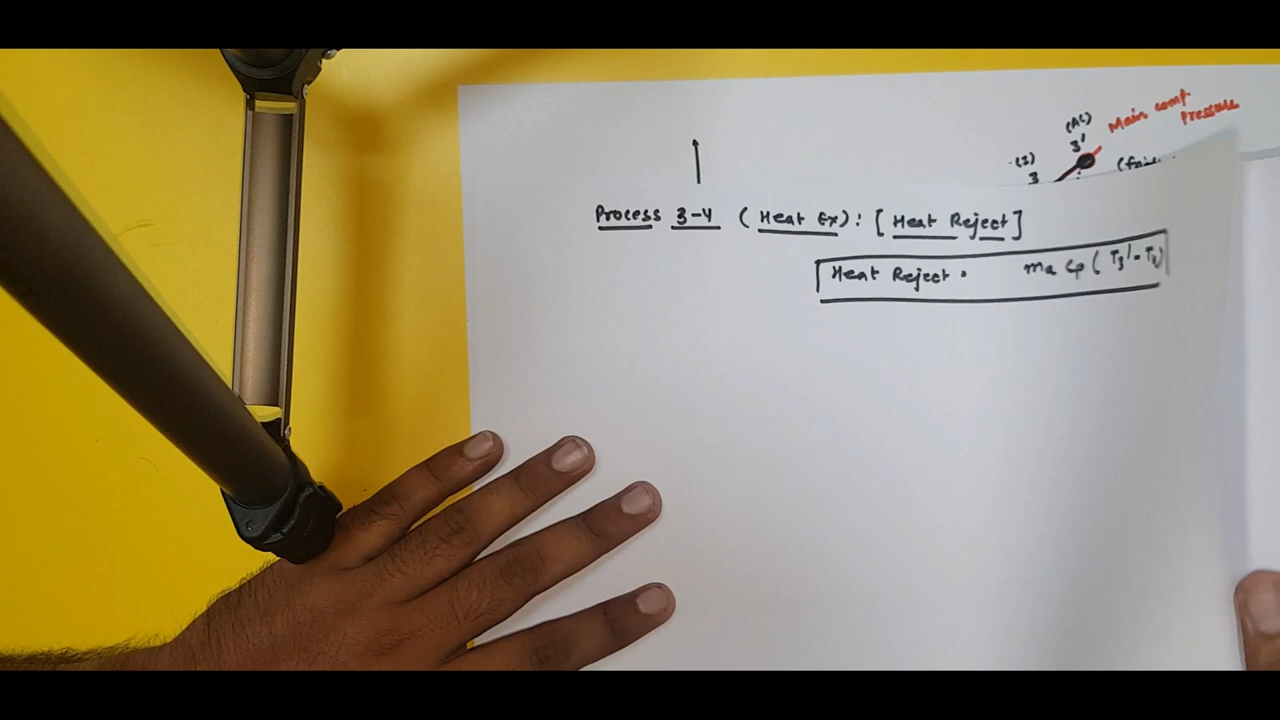 Main comp.
Pressure
(Ac)
3'
(I)
3
Process 3-4 (Heat Ex): [Heat Reject]
Heat Reject. ma Cp (T3' - T4)